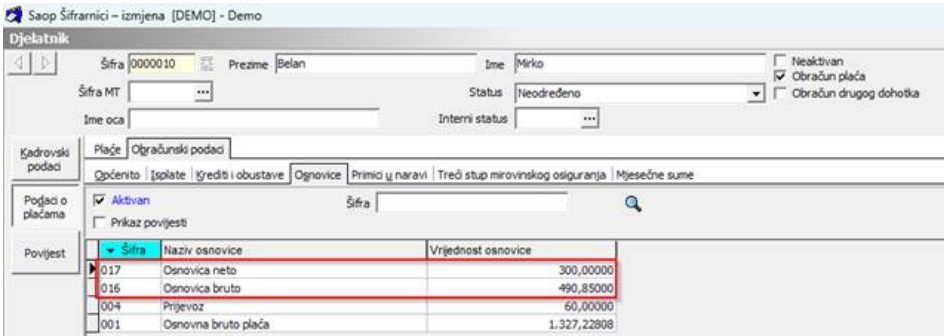 Saop Šifrarnici – izmjena [DEMO] - Demo
Djelatnik
Šifra 0000010 Prezime Belan Ime Mirko Neaktivan
Obračun plaća
Šifra MT ... Status Neodređeno Obračun drugog dohotka
Ime oca Interni status ...
Kadrovski podaci Plaće Obračunski podaci
Općenito Isplate Krediti i obustave Osnovice Primici u naravi Treći stup mirovinskog osiguranja Mjesečne sume
Podaci o plaćama Aktivan Šifra
Prikaz povijesti
Povijest Šifra Naziv osnovice Vrijednost osnovice
017 Osnovica neto 300,00000
016 Osnovica bruto 490,85000
004 Prijevoz 60,00000
001 Osnovna bruto plaća 1.327,22808